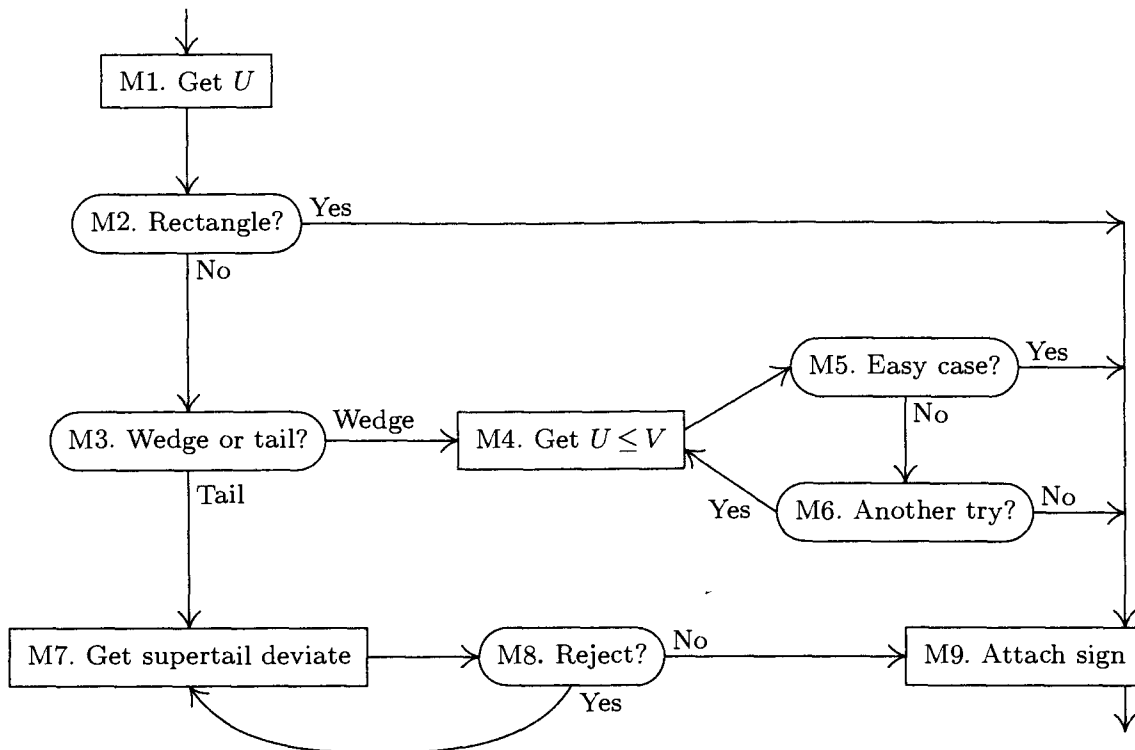 M1. Get U
M2. Rectangle?
Yes
No
M5. Easy case?
Yes
No
M3. Wedge or tail?
Wedge
M4. Get U ≤ V
Tail
Yes
M6. Another try?
No
M7. Get supertail deviate
M8. Reject?
No
Yes
M9. Attach sign